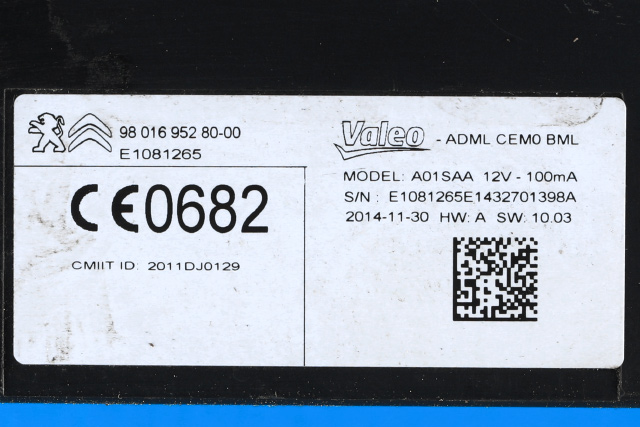 98 016 952 80-00
E1081265
CE0682
CMIIT ID: 2011DJ0129
Valeo - ADML CEM0 BML
MODEL: A01SAA 12V - 100mA
S/N : E1081265E1432701398A
2014-11-30 HW: A SW: 10.03